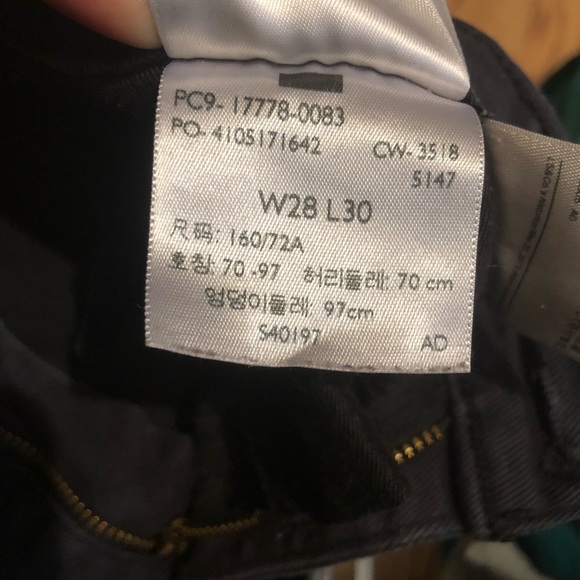 PC9- 17778-0083
PO- 4105171642 CW- 3518
5147
W28 L30
尺码: 160/72A
호칭: 70 -97 허리둘레: 70 cm
엉덩이둘레: 97cm
S40197 AD